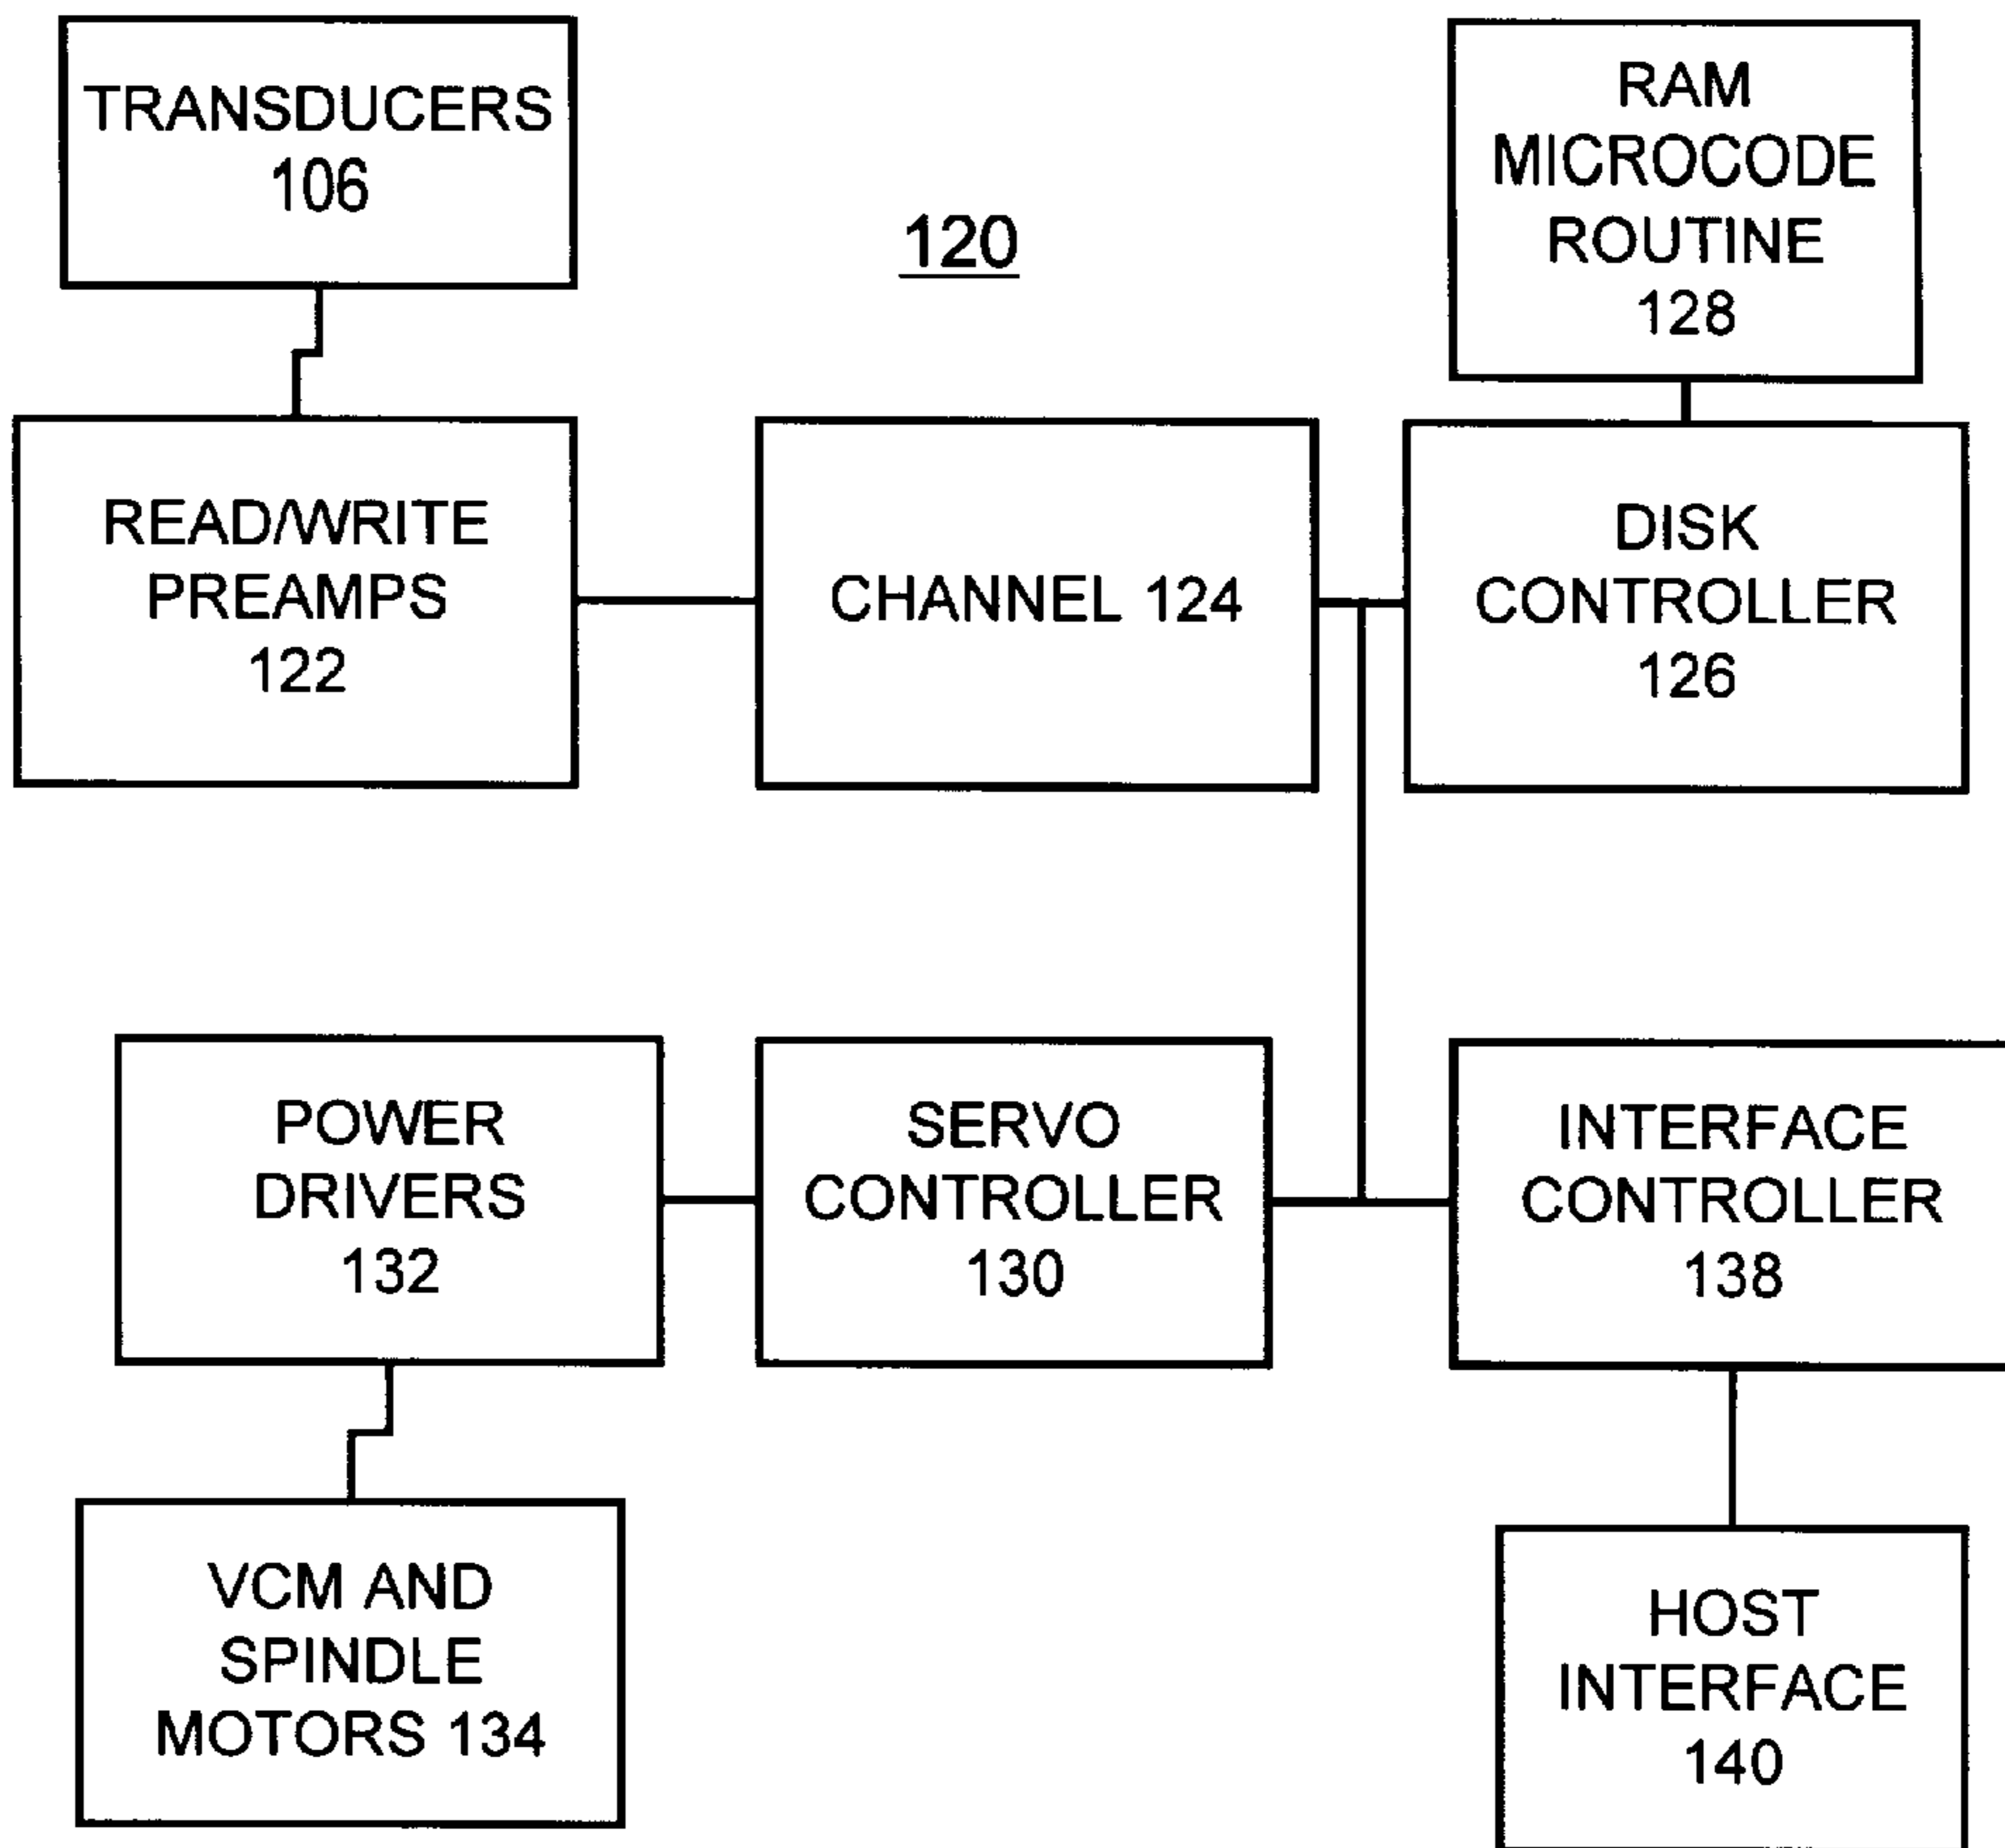 TRANSDUCERS
106
120
RAM
MICROCODE
ROUTINE
128
READ/WRITE
PREAMPS
122
CHANNEL 124
DISK
CONTROLLER
126
POWER
DRIVERS
132
SERVO
CONTROLLER
130
INTERFACE
CONTROLLER
138
VCM AND
SPINDLE
MOTORS 134
HOST
INTERFACE
140